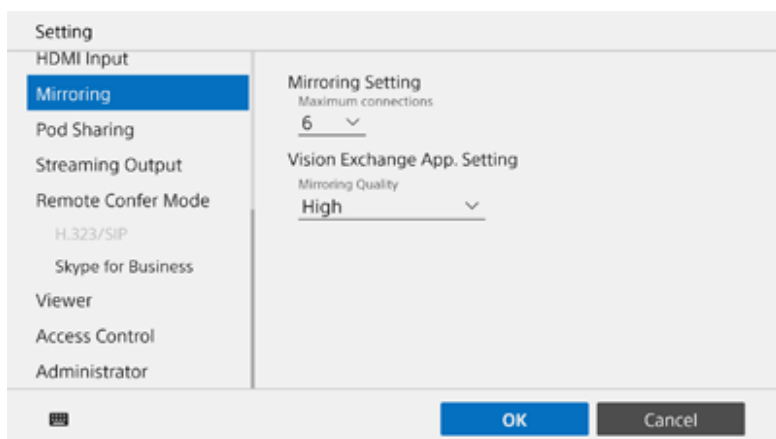 Setting
HDMI Input
Mirroring
Pod Sharing
Streaming Output
Remote Confer Mode
H.323/SIP
Skype for Business
Viewer
Access Control
Administrator
Mirroring Setting
Maximum connections
6
Vision Exchange App. Setting
Mirroring Quality
High
OK
Cancel